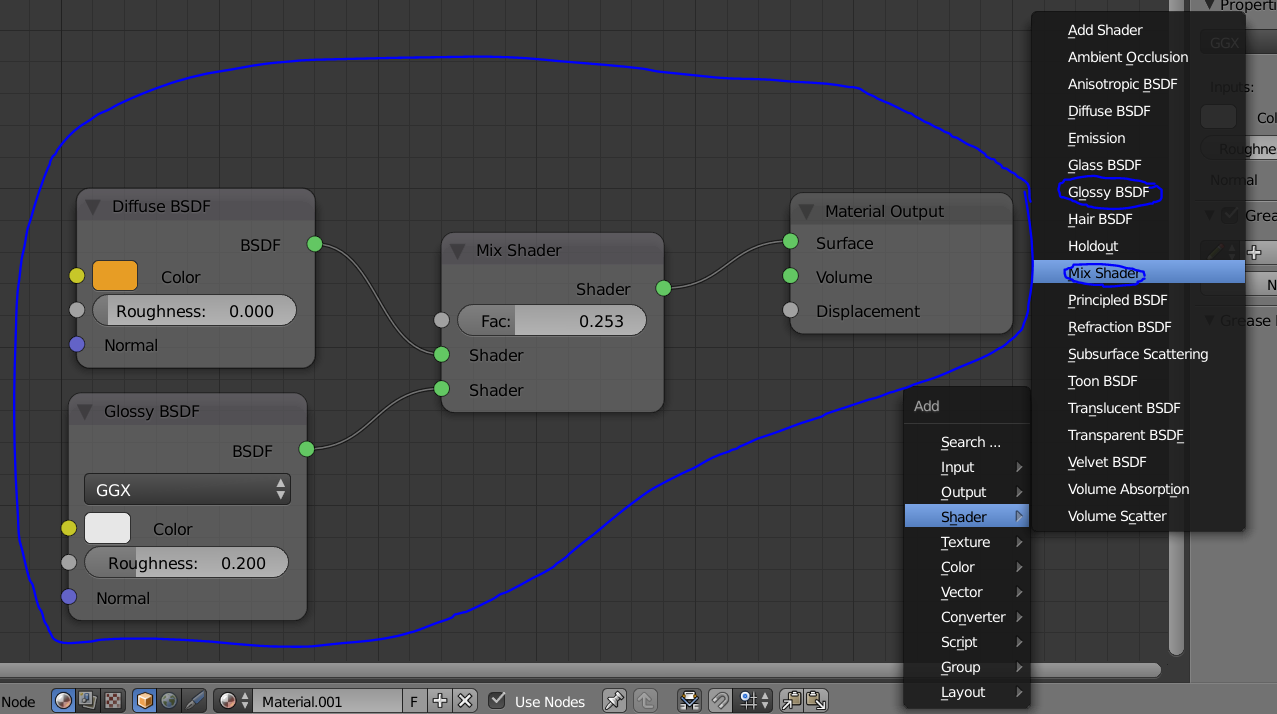 Diffuse BSDF
BSDF
Color
Roughness: 0.000
Normal
Glossy BSDF
BSDF
GGX
Color
Roughness: 0.200
Normal
Mix Shader
Shader
Fac: 0.253
Shader
Shader
Material Output
Surface
Volume
Displacement
Add
Search ...
Input
Output
Shader
Texture
Color
Vector
Converter
Script
Group
Layout
Add Shader
Ambient Occlusion
Anisotropic BSDF
Diffuse BSDF
Emission
Glass BSDF
Glossy BSDF
Hair BSDF
Holdout
Mix Shader
Principled BSDF
Refraction BSDF
Subsurface Scattering
Toon BSDF
Translucent BSDF
Transparent BSDF
Velvet BSDF
Volume Absorption
Volume Scatter
Properti
GGX
Inputs:
Col
Roughne
Normal
Grea
N
Grease
Node
Material.001
F
Use Nodes